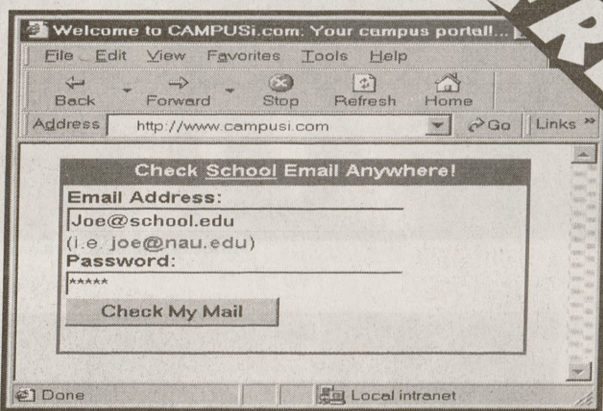 Welcome to CAMPUSi.com: Your campus portal!...
File Edit View Favorites Tools Help
Back Forward Stop Refresh Home
Address http://www.campusi.com Go Links »
Check School Email Anywhere!
Email Address:
Joe@school.edu
(i.e. joe@nau.edu)
Password:
*****
Check My Mail
Done Local intranet